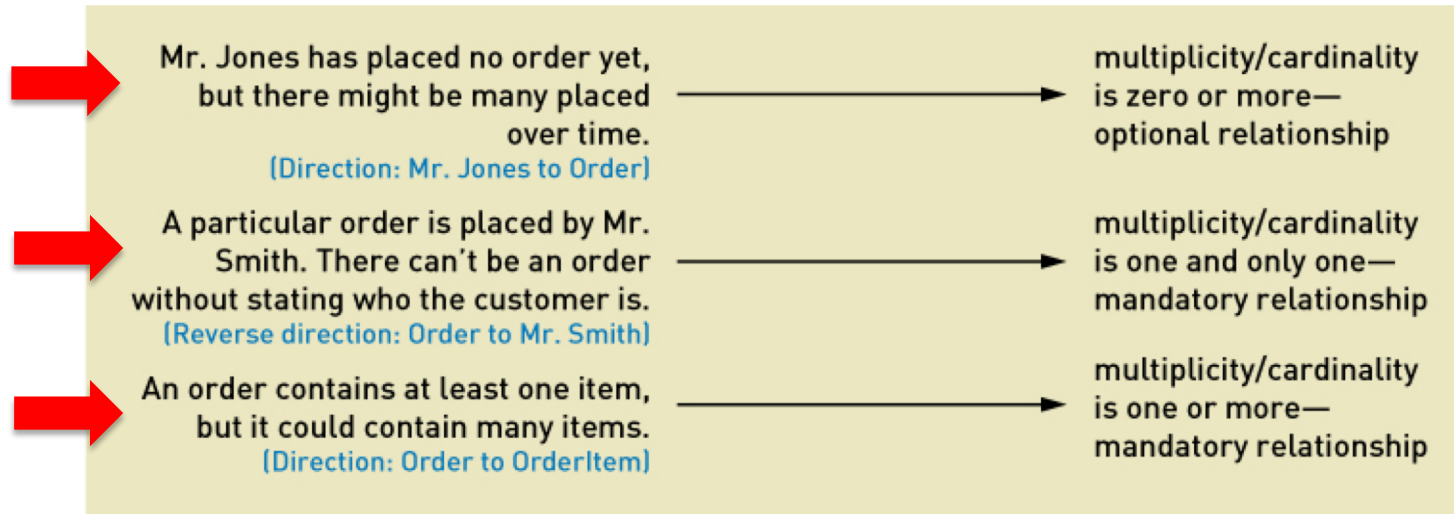 Mr. Jones has placed no order yet,
but there might be many placed
over time.
(Direction: Mr. Jones to Order)
multiplicity/cardinality
is zero or more—
optional relationship
A particular order is placed by Mr.
Smith. There can't be an order
without stating who the customer is.
(Reverse direction: Order to Mr. Smith)
multiplicity/cardinality
is one and only one—
mandatory relationship
An order contains at least one item,
but it could contain many items.
(Direction: Order to OrderItem)
multiplicity/cardinality
is one or more—
mandatory relationship